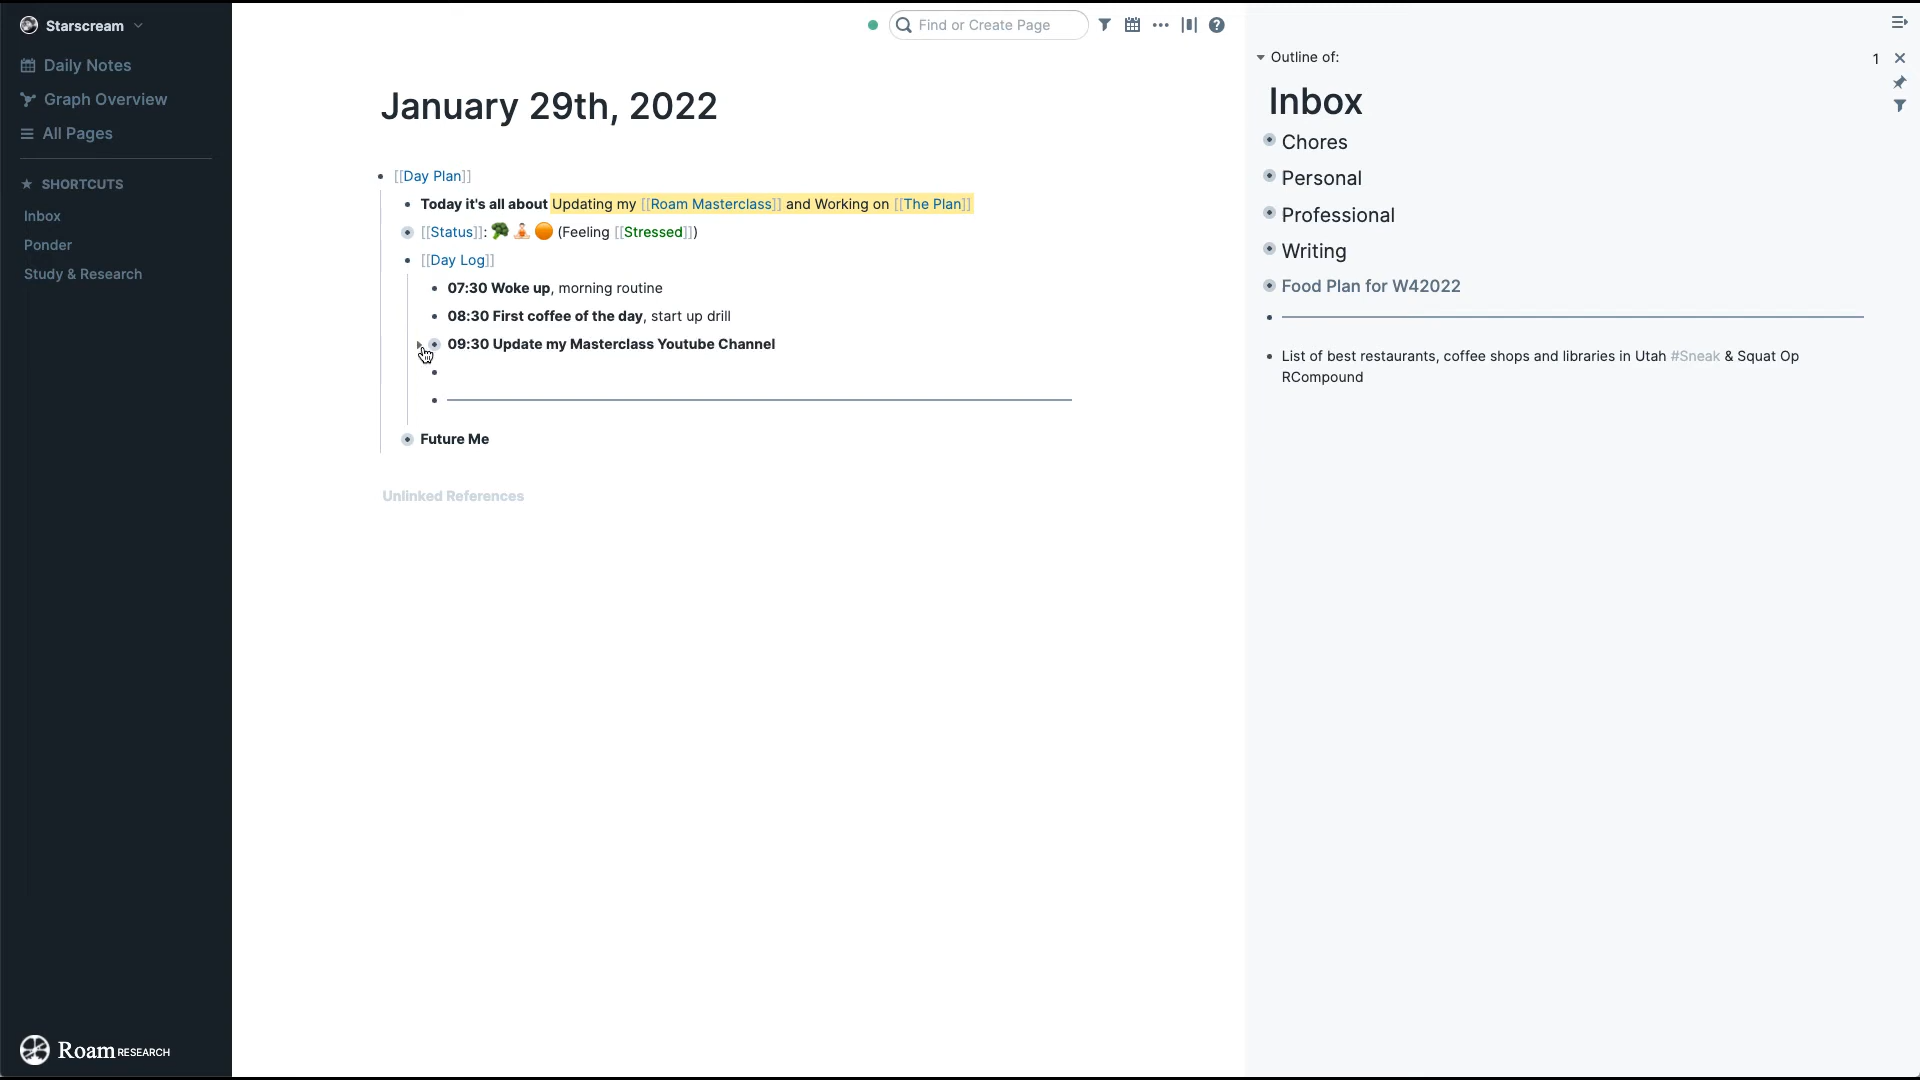 Starscream
Daily Notes
Graph Overview
All Pages
SHORTCUTS
Inbox
Ponder
Study & Research
Roam RESEARCH
Find or Create Page
January 29th, 2022
[[Day Plan]]
Today it's all about Updating my [[Roam Masterclass]] and Working on [[The Plan]]
[[Status]]: 🥦 🧘 🟠 (Feeling [[Stressed]])
[[Day Log]]
07:30 Woke up, morning routine
08:30 First coffee of the day, start up drill
09:30 Update my Masterclass Youtube Channel
Future Me
Unlinked References
Outline of:
1
Inbox
Chores
Personal
Professional
Writing
Food Plan for W42022
List of best restaurants, coffee shops and libraries in Utah #Sneak & Squat Op
RCompound